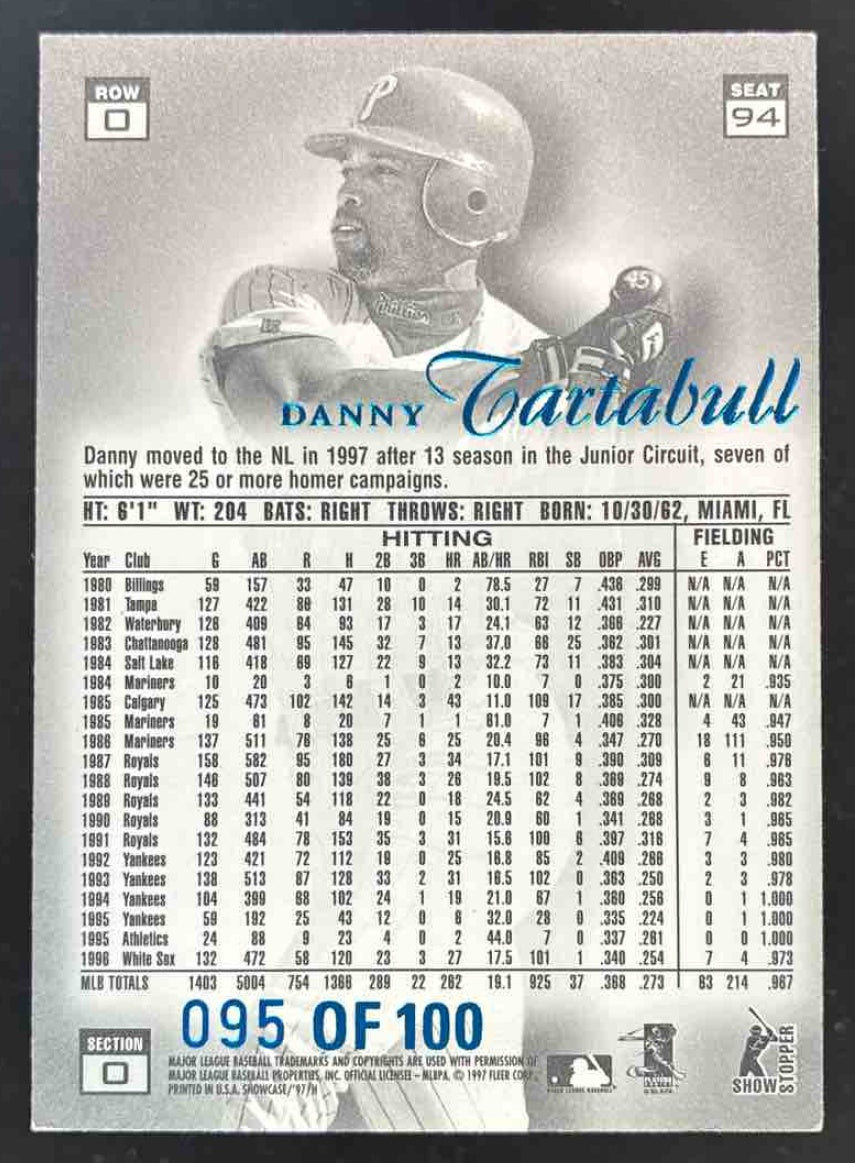 ROW
0
SEAT
94
P
Phillies
45
DANNY Tartabull
Danny moved to the NL in 1997 after 13 season in the Junior Circuit, seven of
which were 25 or more homer campaigns.
HT: 6'1" WT: 204 BATS: RIGHT THROWS: RIGHT BORN: 10/30/62, MIAMI, FL
HITTING FIELDING
Year Club G AB R H 2B 3B HR AB/HR RBI SB OBP AVG E A PCT
1980 Billings 59 157 33 47 10 0 2 78.5 27 7 .436 .299 N/A N/A N/A
1981 Tampa 127 422 86 131 28 10 14 30.1 72 11 .431 .310 N/A N/A N/A
1982 Waterbury 126 409 64 93 17 3 17 24.1 63 12 .366 .227 N/A N/A N/A
1983 Chattanooga 128 481 95 145 32 7 13 37.0 66 25 .362 .301 N/A N/A N/A
1984 Salt Lake 116 418 69 127 22 9 13 32.2 73 11 .383 .304 N/A N/A N/A
1984 Mariners 10 20 3 6 1 0 2 10.0 7 0 .375 .300 2 21 .935
1985 Calgary 125 473 102 142 14 3 43 11.0 109 17 .385 .300 N/A N/A N/A
1985 Mariners 19 61 8 20 7 1 1 61.0 7 1 .406 .328 4 43 .947
1986 Mariners 137 511 76 138 25 6 25 20.4 96 4 .347 .270 18 111 .950
1987 Royals 158 582 95 180 27 3 34 17.1 101 9 .390 .309 6 11 .976
1988 Royals 146 507 80 139 38 3 26 19.5 102 8 .369 .274 9 8 .963
1989 Royals 133 441 54 118 22 0 18 24.5 62 4 .369 .268 2 3 .982
1990 Royals 88 313 41 84 19 0 15 20.9 60 1 .341 .268 3 1 .965
1991 Royals 132 484 78 153 35 3 31 15.6 100 6 .397 .316 7 4 .965
1992 Yankees 123 421 72 112 19 0 25 16.8 85 2 .409 .266 3 3 .980
1993 Yankees 138 513 87 128 33 2 31 16.5 102 0 .363 .250 2 3 .978
1994 Yankees 104 399 68 102 24 1 19 21.0 67 1 .360 .256 0 1 1.000
1995 Yankees 59 192 25 43 12 0 6 32.0 28 0 .335 .224 0 1 1.000
1995 Athletics 24 88 9 23 4 0 2 44.0 7 0 .337 .261 0 0 1.000
1996 White Sox 132 472 58 120 23 3 27 17.5 101 1 .340 .254 7 4 .973
MLB TOTALS 1403 5004 754 1366 289 22 262 19.1 925 37 .368 .273 63 214 .967
095 OF 100
SECTION
0
MAJOR LEAGUE BASEBALL TRADEMARKS AND COPYRIGHTS ARE USED WITH PERMISSION OF
MAJOR LEAGUE BASEBALL PROPERTIES, INC. OFFICIAL LICENSEE – MLBPA. © 1997 FLEER CORP.,
PRINTED IN U.S.A. SHOWCASE/'97/H
SHOW
STOPPER